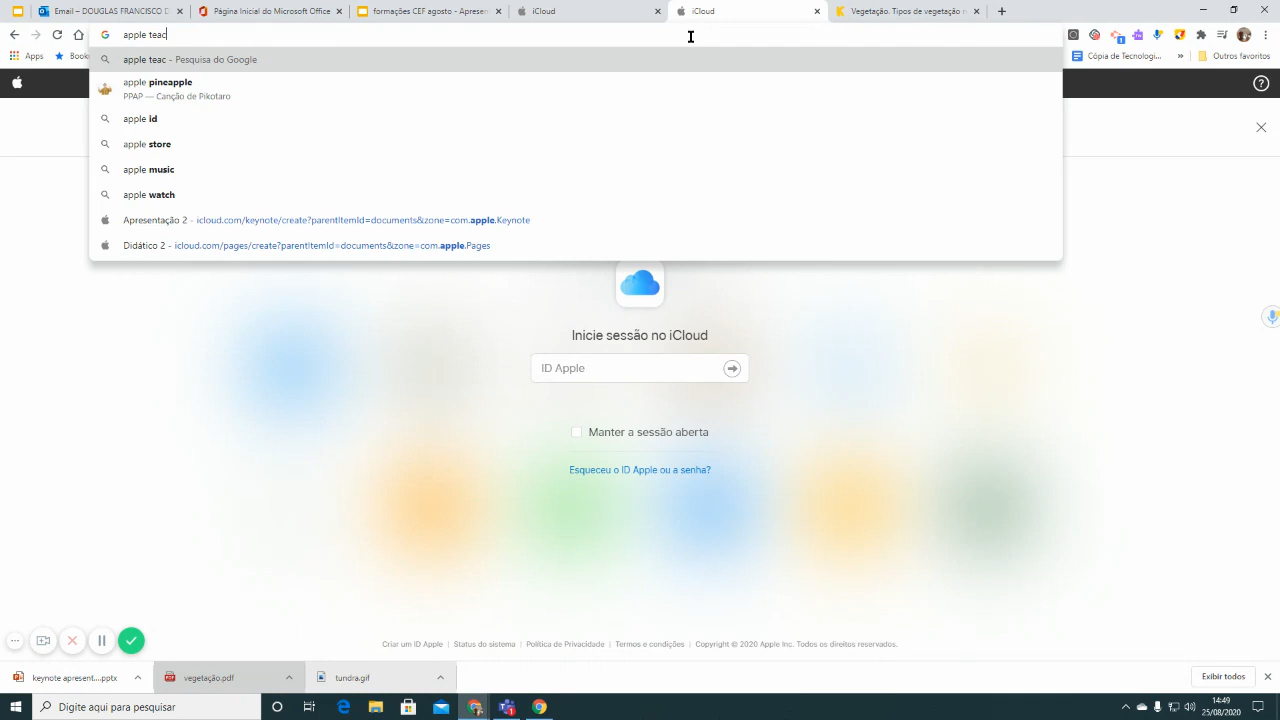 Email – DOUGLAS FRANCISCO D
Página Inicial do Microsoft Office
formações CEF agosto - Apresen
iCloud
iCloud
Vegetação. Tipos de vegetação n
apple teac
Apps
Book
Cópia de Tecnologi...
»
Outros favoritos
apple teac - Pesquisa do Google
apple pineapple
PPAP — Canção de Pikotaro
apple id
apple store
apple music
apple watch
Apresentação 2 - icloud.com/keynote/create?parentItemId=documents&zone=com.apple.Keynote
Didático 2 - icloud.com/pages/create?parentItemId=documents&zone=com.apple.Pages
Inicie sessão no iCloud
ID Apple
Manter a sessão aberta
Esqueceu o ID Apple ou a senha?
Criar um ID Apple | Status do sistema | Política de Privacidade | Termos e condições | Copyright © 2020 Apple Inc. Todos os direitos reservados.
keynote apresent....pptx
vegetação.pdf
tundra.gif
Exibir todos
Digite aqui para pesquisar
14:49
25/08/2020